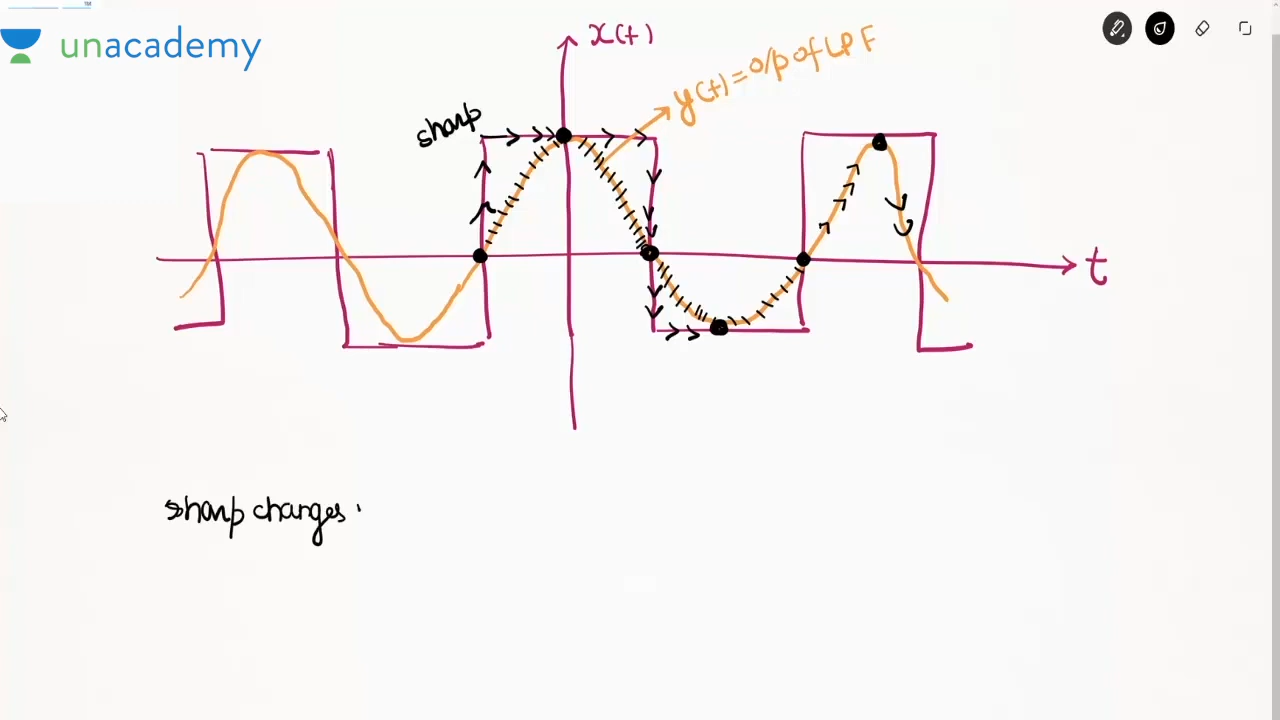 unacademy
x(t)
y(t)=o/p of LPF
sharp
t
sharp changes